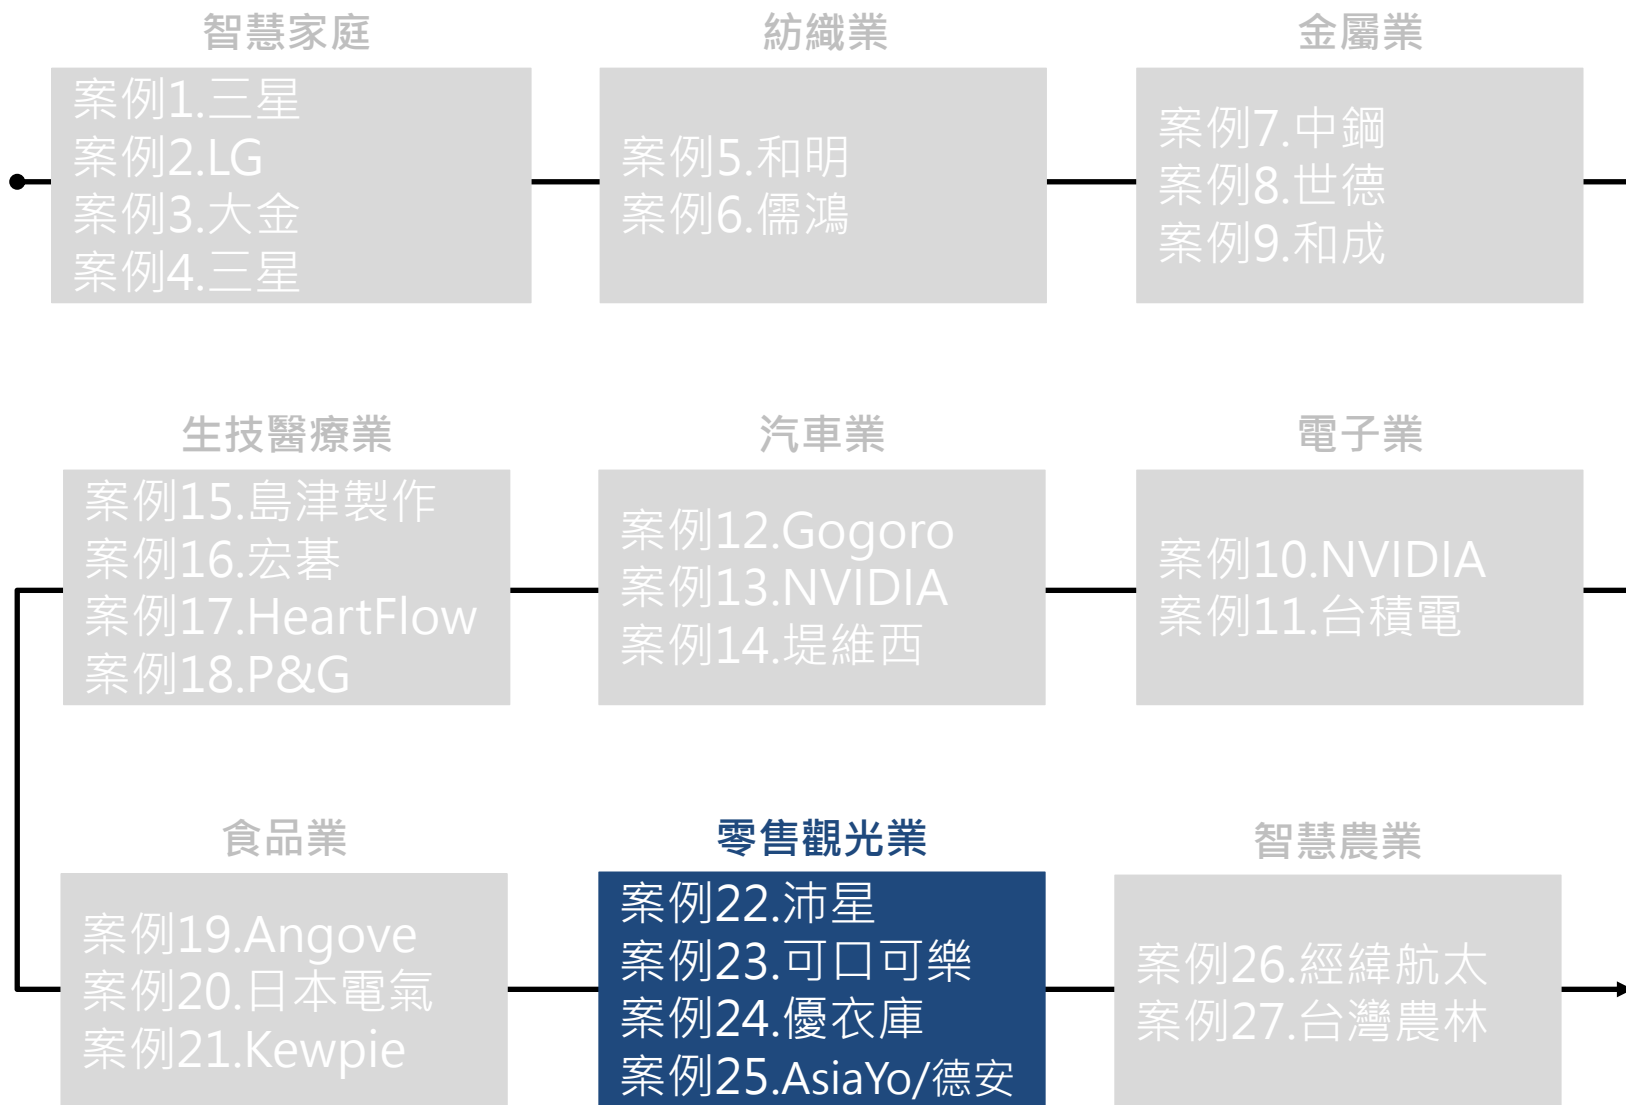 智慧家庭
案例1.三星
案例2.LG
案例3.大金
案例4.三星
紡織業
案例5.和明
案例6.儒鴻
金屬業
案例7.中鋼
案例8.世德
案例9.和成
生技醫療業
案例15.島津製作
案例16.宏碁
案例17.HeartFlow
案例18.P&G
汽車業
案例12.Gogoro
案例13.NVIDIA
案例14.堤維西
電子業
案例10.NVIDIA
案例11.台積電
食品業
案例19.Angove
案例20.日本電氣
案例21.Kewpie
零售觀光業
案例22.沛星
案例23.可口可樂
案例24.優衣庫
案例25.AsiaYo/德安
智慧農業
案例26.經緯航太
案例27.台灣農林